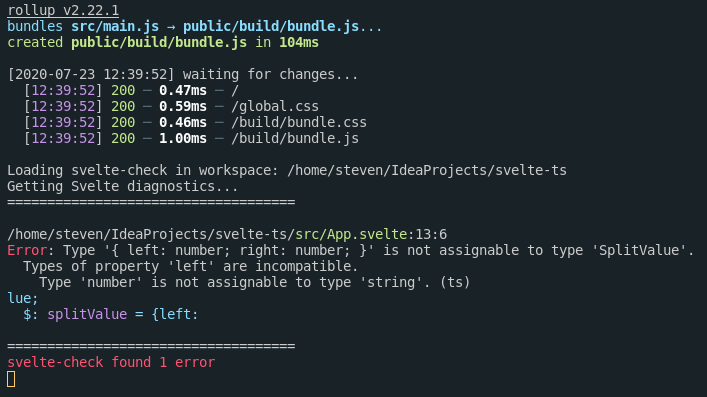 rollup v2.22.1
bundles src/main.js → public/build/bundle.js...
created public/build/bundle.js in 104ms
[2020-07-23 12:39:52] waiting for changes...
[12:39:52] 200 ─ 0.47ms ─ /
[12:39:52] 200 ─ 0.59ms ─ /global.css
[12:39:52] 200 ─ 0.46ms ─ /build/bundle.css
[12:39:52] 200 ─ 1.00ms ─ /build/bundle.js
Loading svelte-check in workspace: /home/steven/IdeaProjects/svelte-ts
Getting Svelte diagnostics...
====================================
/home/steven/IdeaProjects/svelte-ts/src/App.svelte:13:6
Error: Type '{ left: number; right: number; }' is not assignable to type 'SplitValue'.
Types of property 'left' are incompatible.
Type 'number' is not assignable to type 'string'. (ts)
lue;
$: splitValue = {left:
====================================
svelte-check found 1 error